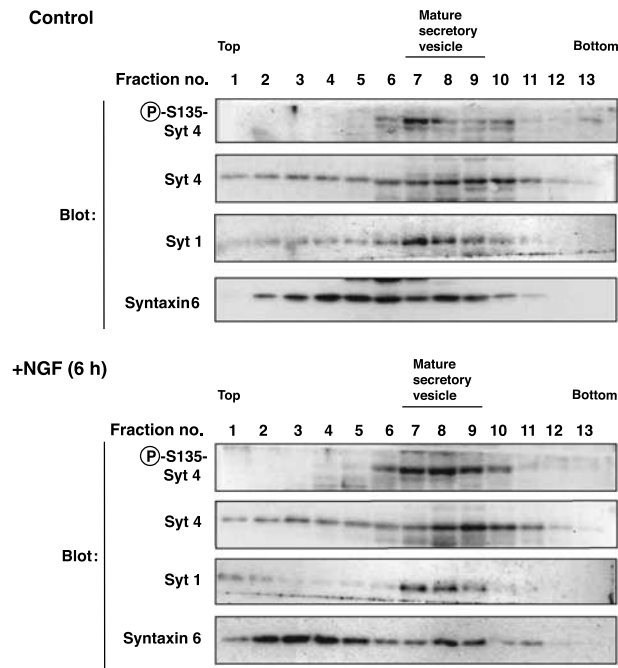 Control
Mature
secretory
vesicle
Top
Bottom
Fraction no. 1 2 3 4 5 6 7 8 9 10 11 12 13
Ⓟ-S135-
Syt 4
Syt 4
Blot:
Syt 1
Syntaxin6
+NGF (6 h)
Mature
secretory
vesicle
Top
Bottom
Fraction no. 1 2 3 4 5 6 7 8 9 10 11 12 13
Ⓟ-S135-
Syt 4
Syt 4
Blot:
Syt 1
Syntaxin 6